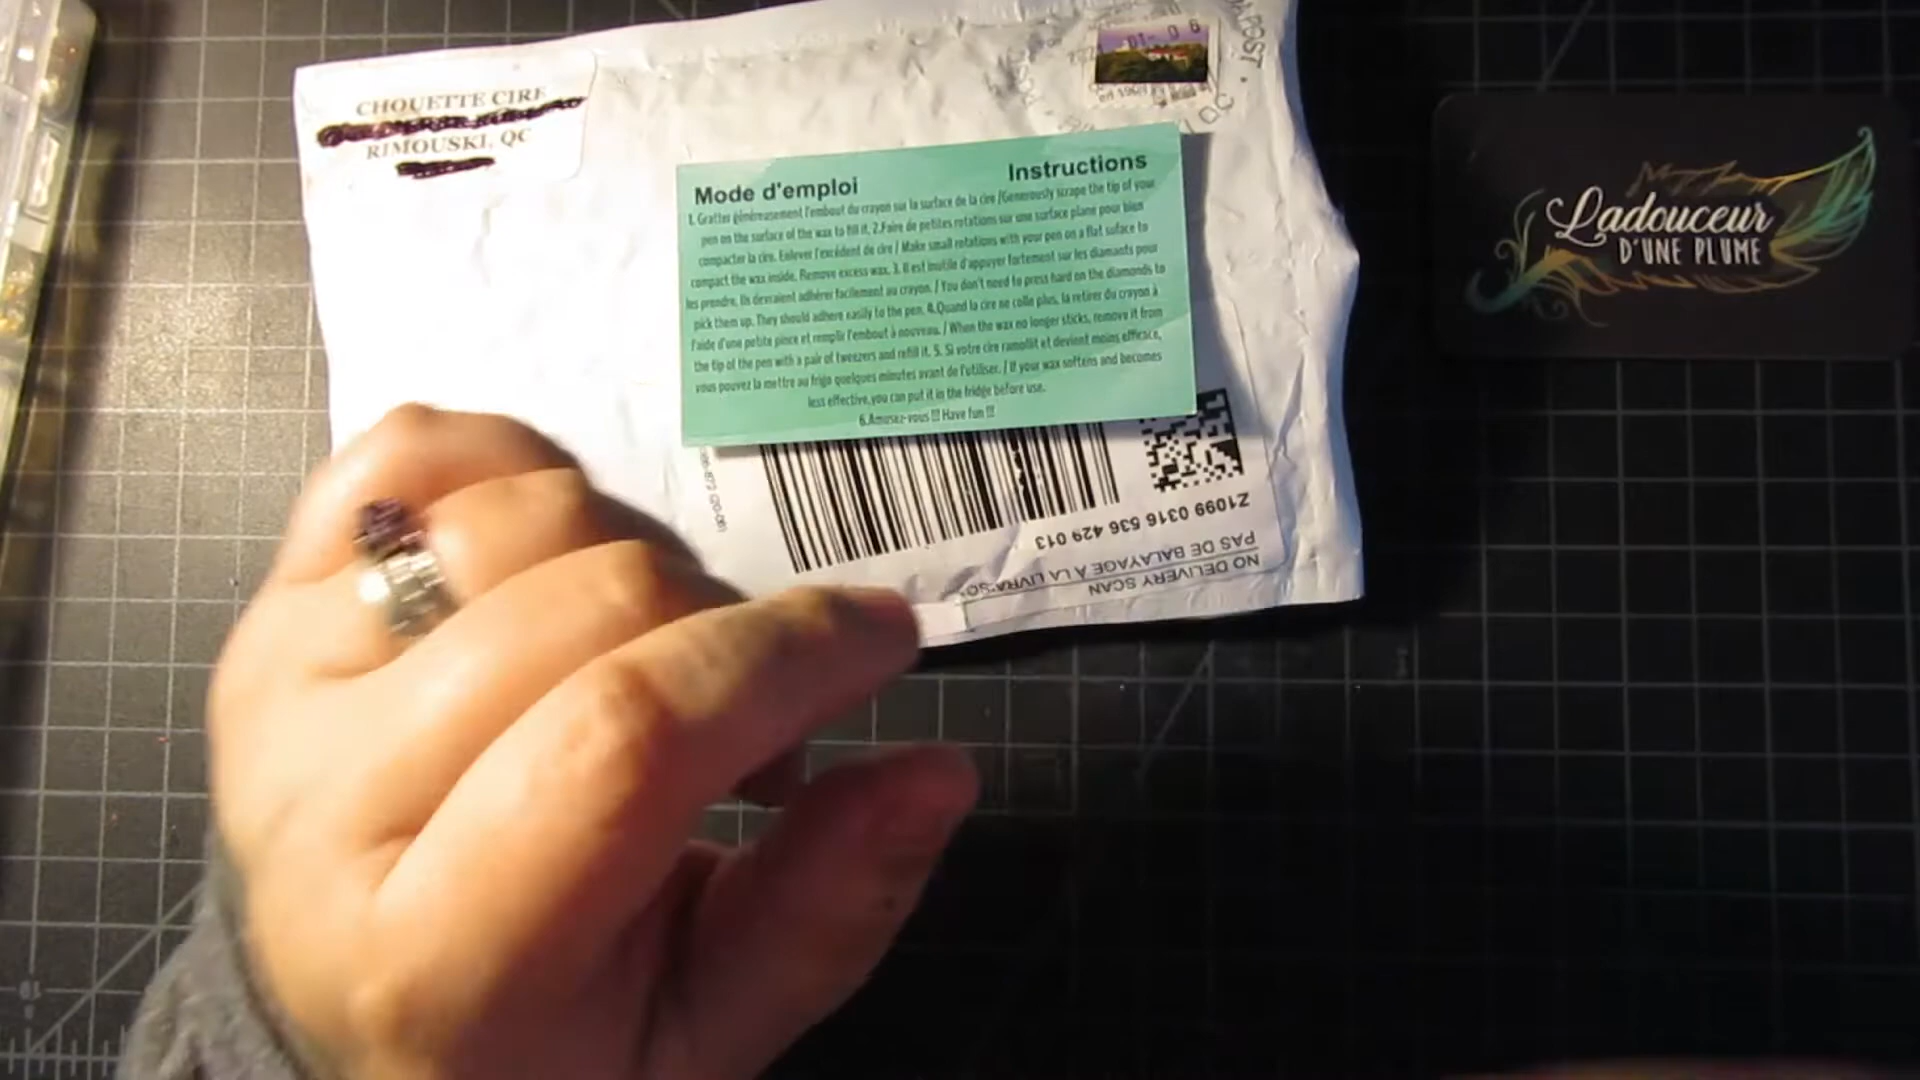 CHOUETTE CIRE
RIMOUSKI, QC
01-06
Mode d'emploi
Instructions
1. Gratter généreusement l'embout du crayon sur la surface de la cire /Generously scrape the tip of your
pen on the surface of the wax to fill it. 2.Faire de petites rotations sur une surface plane pour bien
compacter la cire. Enlever l'excédent de cire / Make small rotations with your pen on a flat suface to
compact the wax inside. Remove excess wax. 3. Il est inutile d'appuyer fortement sur les diamants pour
les prendre. Ils devraient adhérer facilement au crayon. / You don't need to press hard on the diamonds to
pick them up. They should adhere easily to the pen. 4.Quand la cire ne colle plus, la retirer du crayon à
l'aide d'une petite pince et remplir l'embout à nouveau. / When the wax no longer sticks, remove it from
the tip of the pen with a pair of tweezers and refill it. 5. Si votre cire ramollit et devient moins efficace,
vous pouvez la mettre au frigo quelques minutes avant de l'utiliser. / If your wax softens and becomes
less effective,you can put it in the fridge before use.
6.Amusez-vous !!! Have fun !!!
Z1099 0316 536 429 013
PAS DE BALAYAGE À LA LIVRAISON
NO DELIVERY SCAN
Ladouceur
D'UNE PLUME